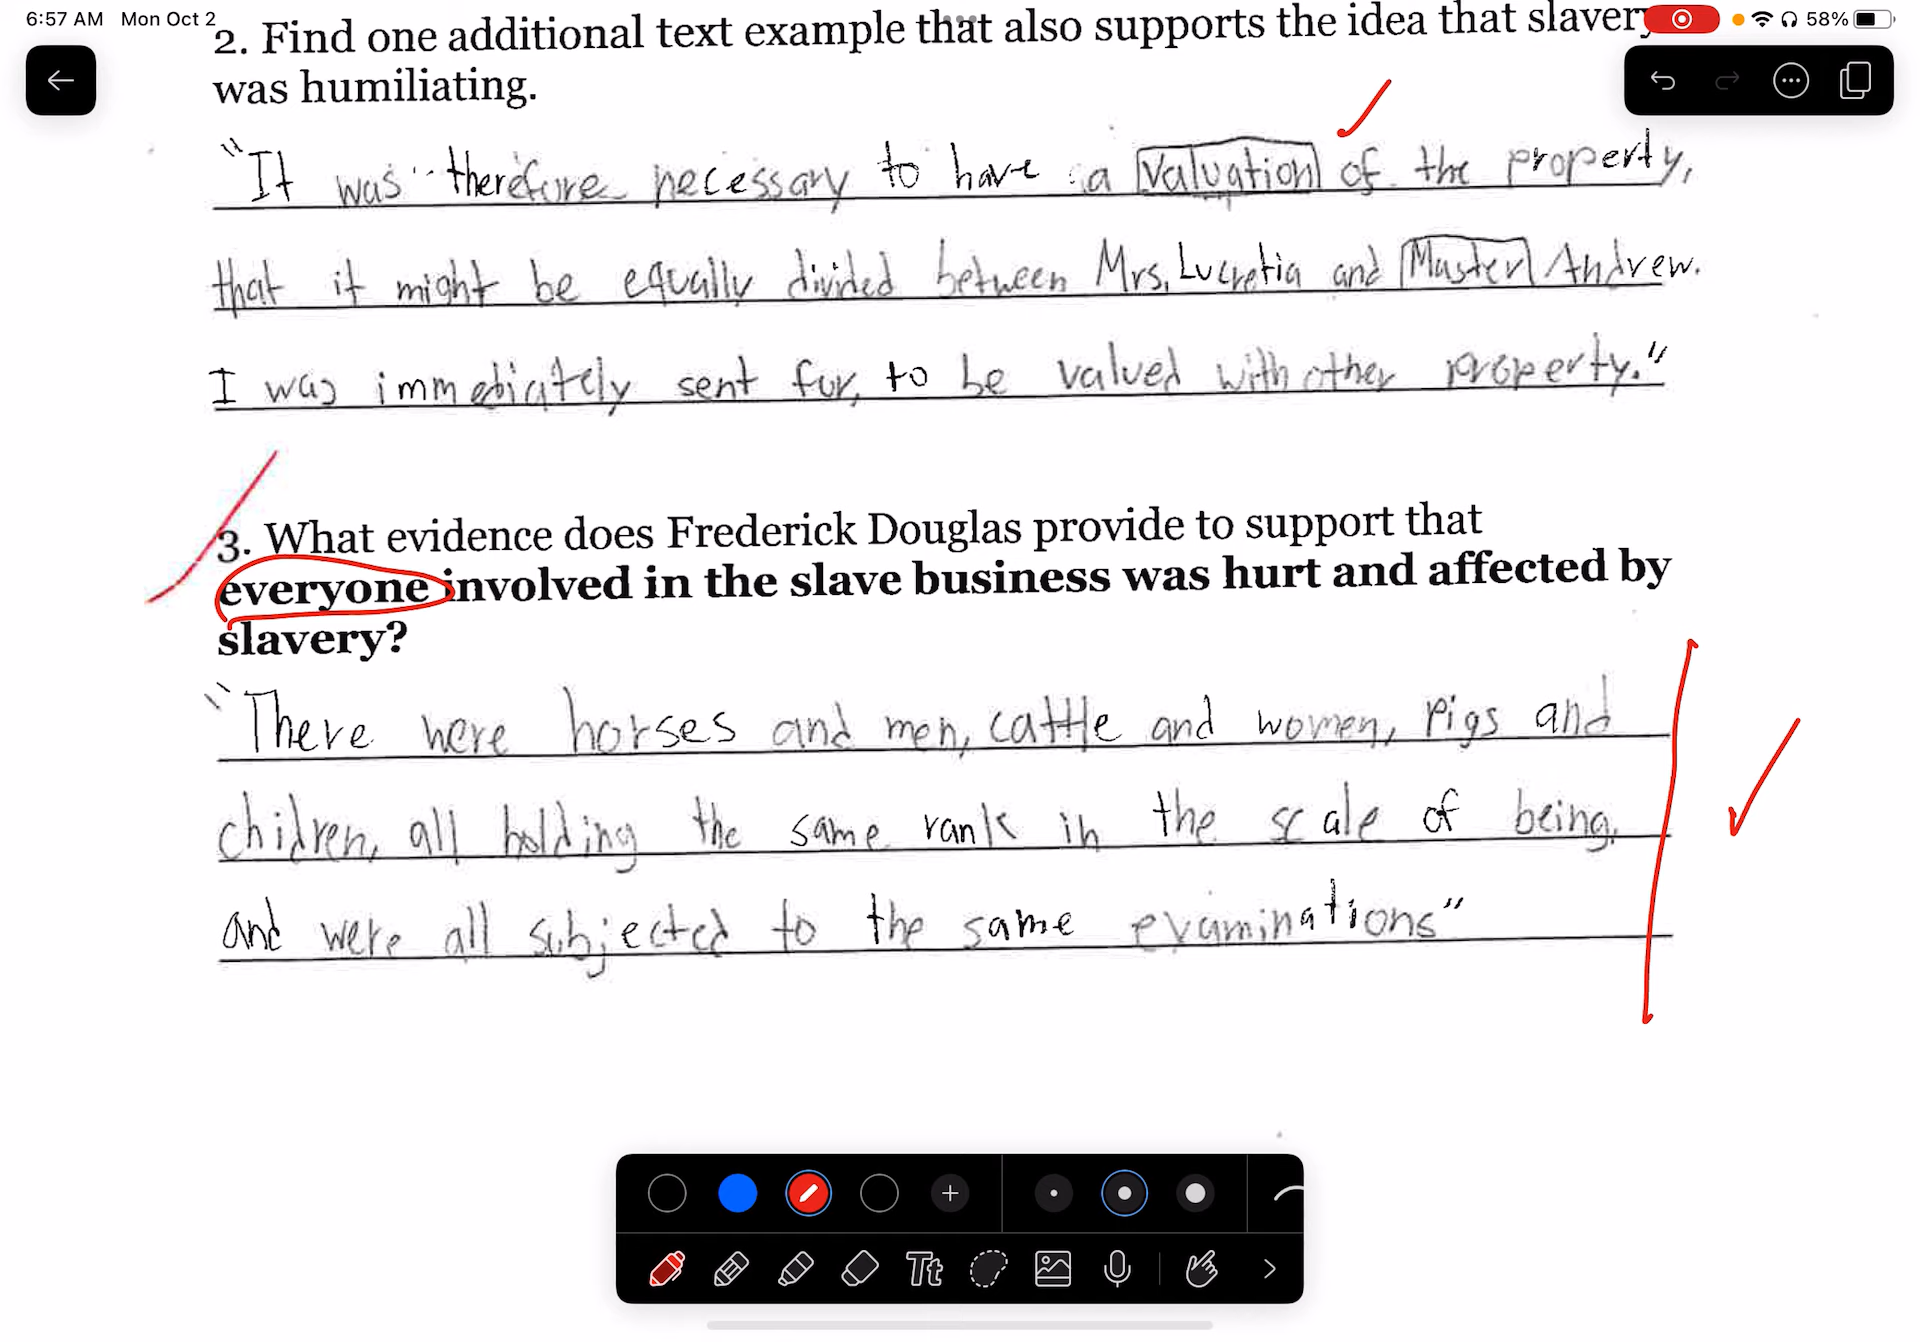 6:57 AM Mon Oct 2
58%
2. Find one additional text example that also supports the idea that slavery
was humiliating.
"It was therefore necessary to have a valuation of the property,
that it might be equally divided between Mrs. Lucretia and Master Andrew.
I was immediately sent for, to be valued with other property."
3. What evidence does Frederick Douglas provide to support that
everyone involved in the slave business was hurt and affected by
slavery?
"There were horses and men, cattle and women, pigs and
children, all holding the same rank in the scale of being,
and were all subjected to the same examinations"
Tt